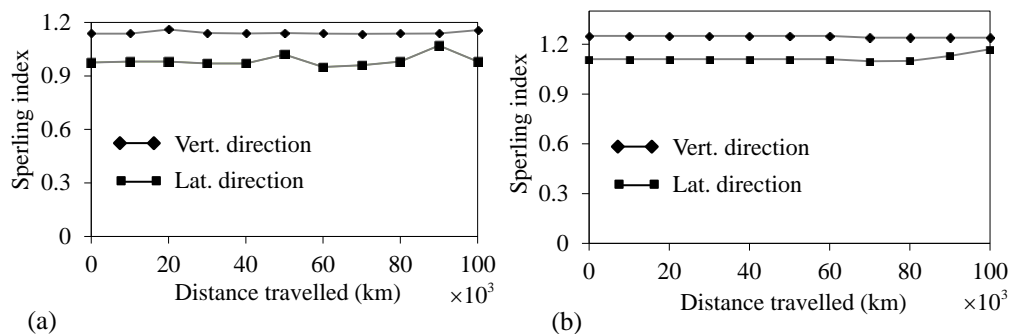 Sperling index
1.2
0.9
0.6
0.3
0
Vert. direction
Lat. direction
0 20 40 60 80 100
Distance travelled (km) ×10³
(a)
Sperling index
1.2
0.9
0.6
0.3
0
Vert. direction
Lat. direction
0 20 40 60 80 100
Distance travelled (km) ×10³
(b)